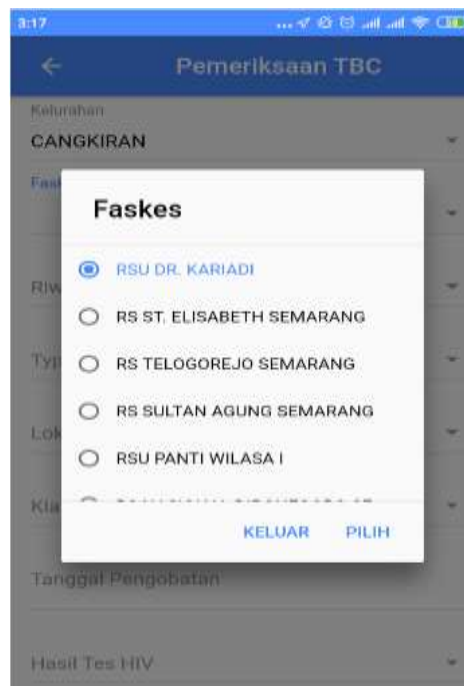 3:17
Pemeriksaan TBC
Kelurahan
CANGKIRAN
Faskes
RSU DR. KARIADI
RS ST. ELISABETH SEMARANG
RS TELOGOREJO SEMARANG
RS SULTAN AGUNG SEMARANG
RSU PANTI WILASA I
KELUAR PILIH
Tanggal Pengobatan
Hasil Tes HIV